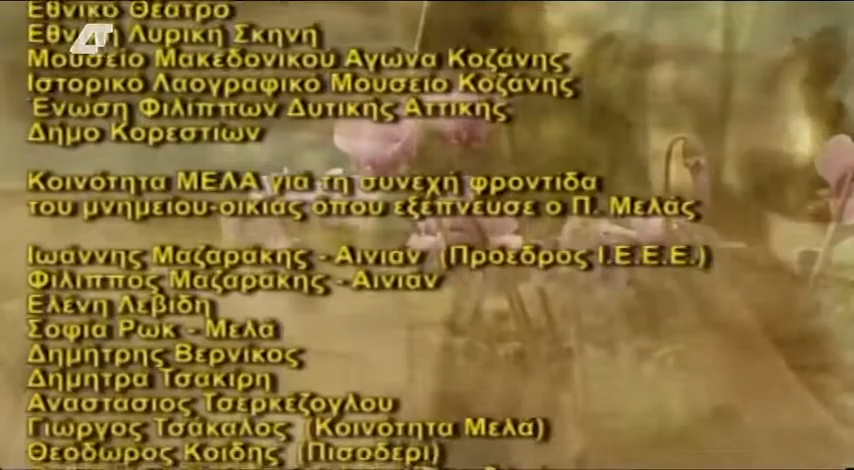 Εθνικό Θέατρο
Εθνική Λυρική Σκηνή
Μουσείο Μακεδονικού Αγώνα Κοζάνης
Ιστορικό Λαογραφικό Μουσείο Κοζάνης
Ένωση Φιλίππων Δυτικής Αττικής
Δήμο Κορεστίων
Κοινότητα ΜΕΛΑ για τη συνεχή φροντίδα
του μνημείου-οικίας όπου εξέπνευσε ο Π. Μελάς
Ιωάννης Μαζαράκης - Αινιάν (Πρόεδρος Ι.Ε.Ε.Ε.)
Φίλιππος Μαζαράκης - Αινιάν
Ελένη Λεβίδη
Σοφία Ρωκ - Μελά
Δημήτρης Βερνίκος
Δήμητρα Τσακίρη
Αναστάσιος Τσερκέζογλου
Γιώργος Τσάκαλος (Κοινότητα Μελά)
Θεόδωρος Κοίδης (Πισοδέρι)